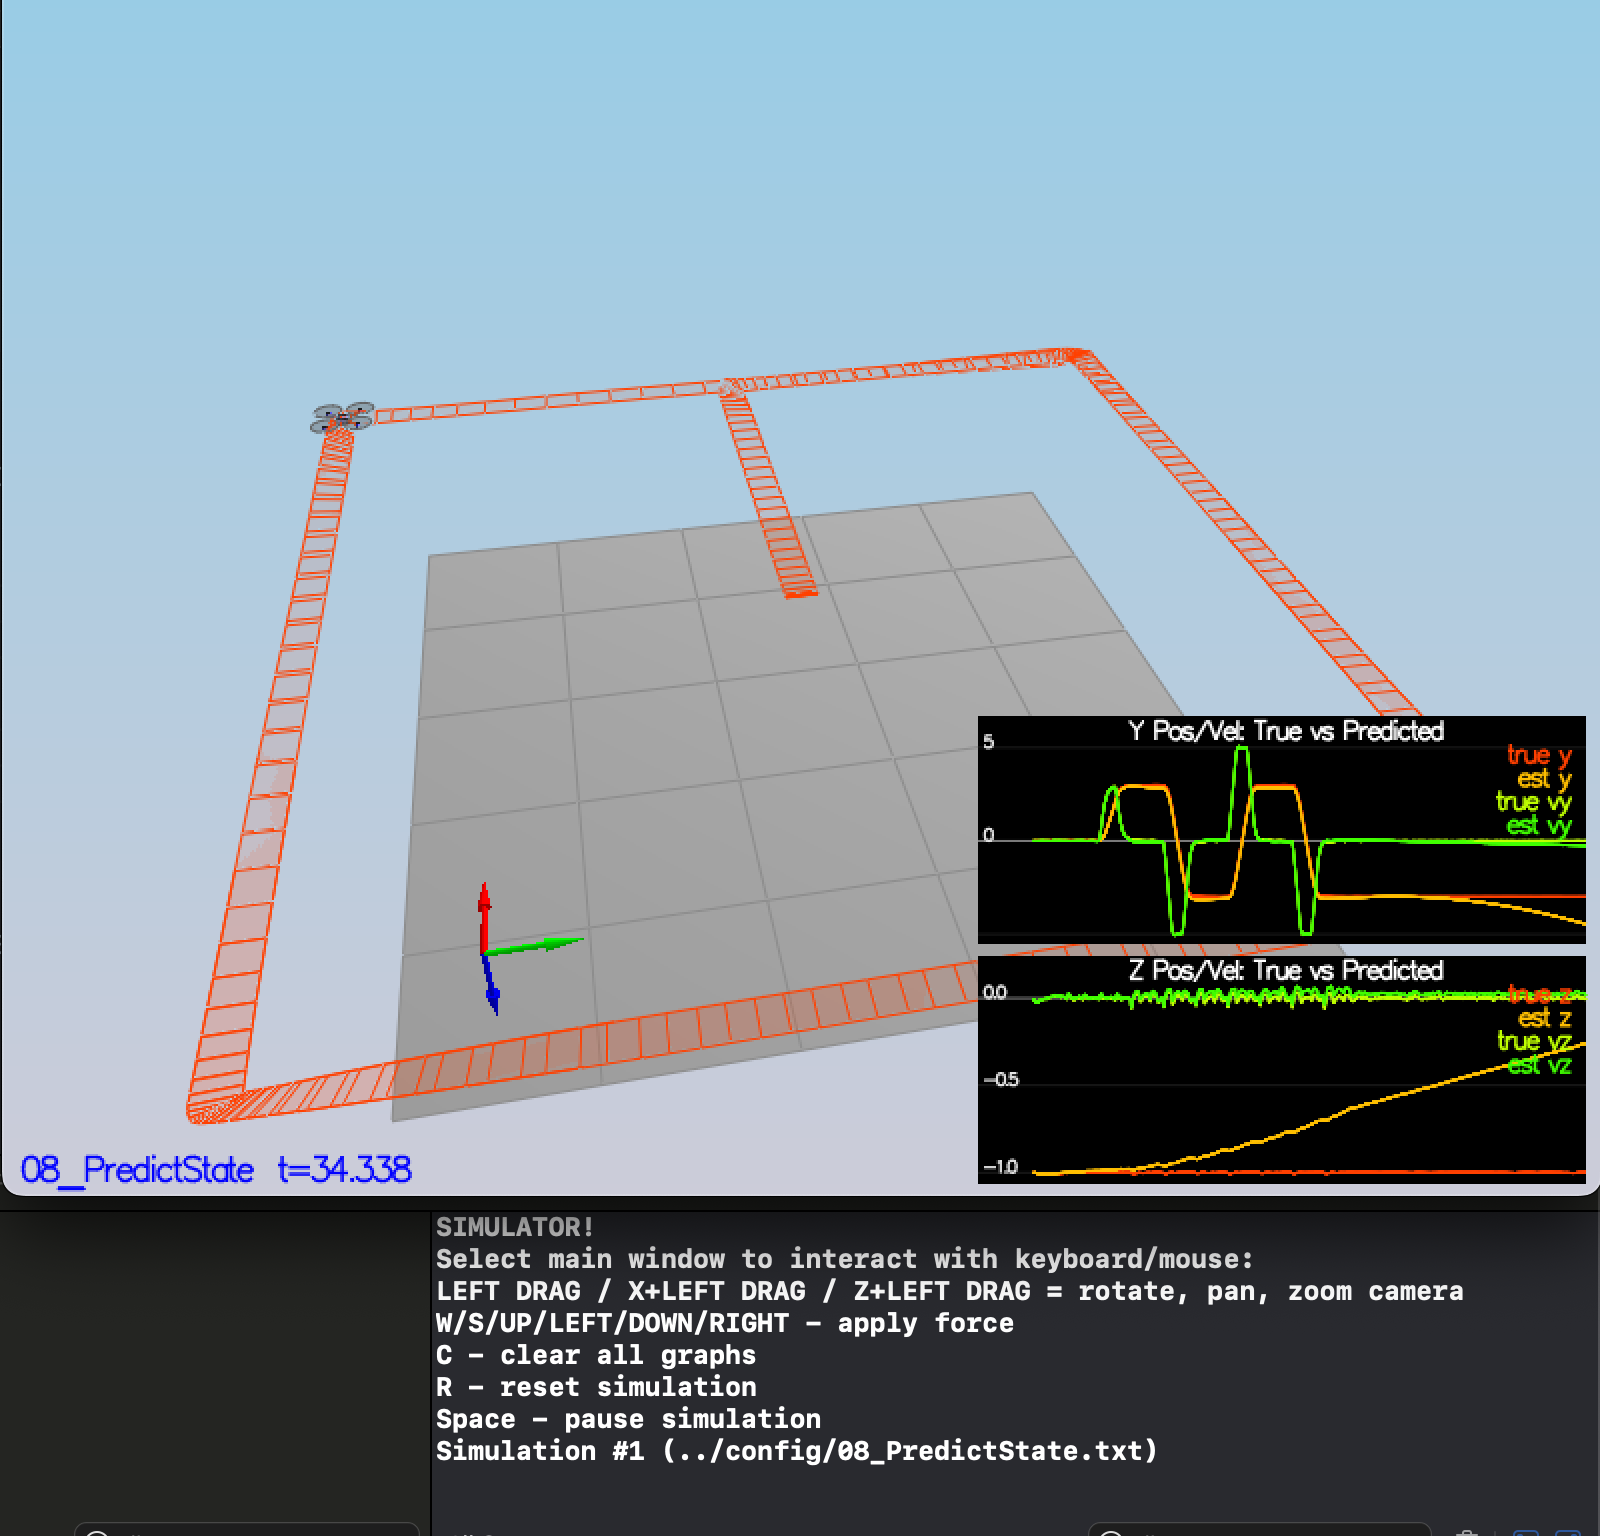 Y Pos/Vel: True vs Predicted
5
true y
est y
true vy
0
est vy
Z Pos/Vel: True vs Predicted
0.0
true z
est z
true vz
est vz
-0.5
-1.0
08_PredictState t=34.338
SIMULATOR!
Select main window to interact with keyboard/mouse:
LEFT DRAG / X+LEFT DRAG / Z+LEFT DRAG = rotate, pan, zoom camera
W/S/UP/LEFT/DOWN/RIGHT - apply force
C - clear all graphs
R - reset simulation
Space - pause simulation
Simulation #1 (../config/08_PredictState.txt)